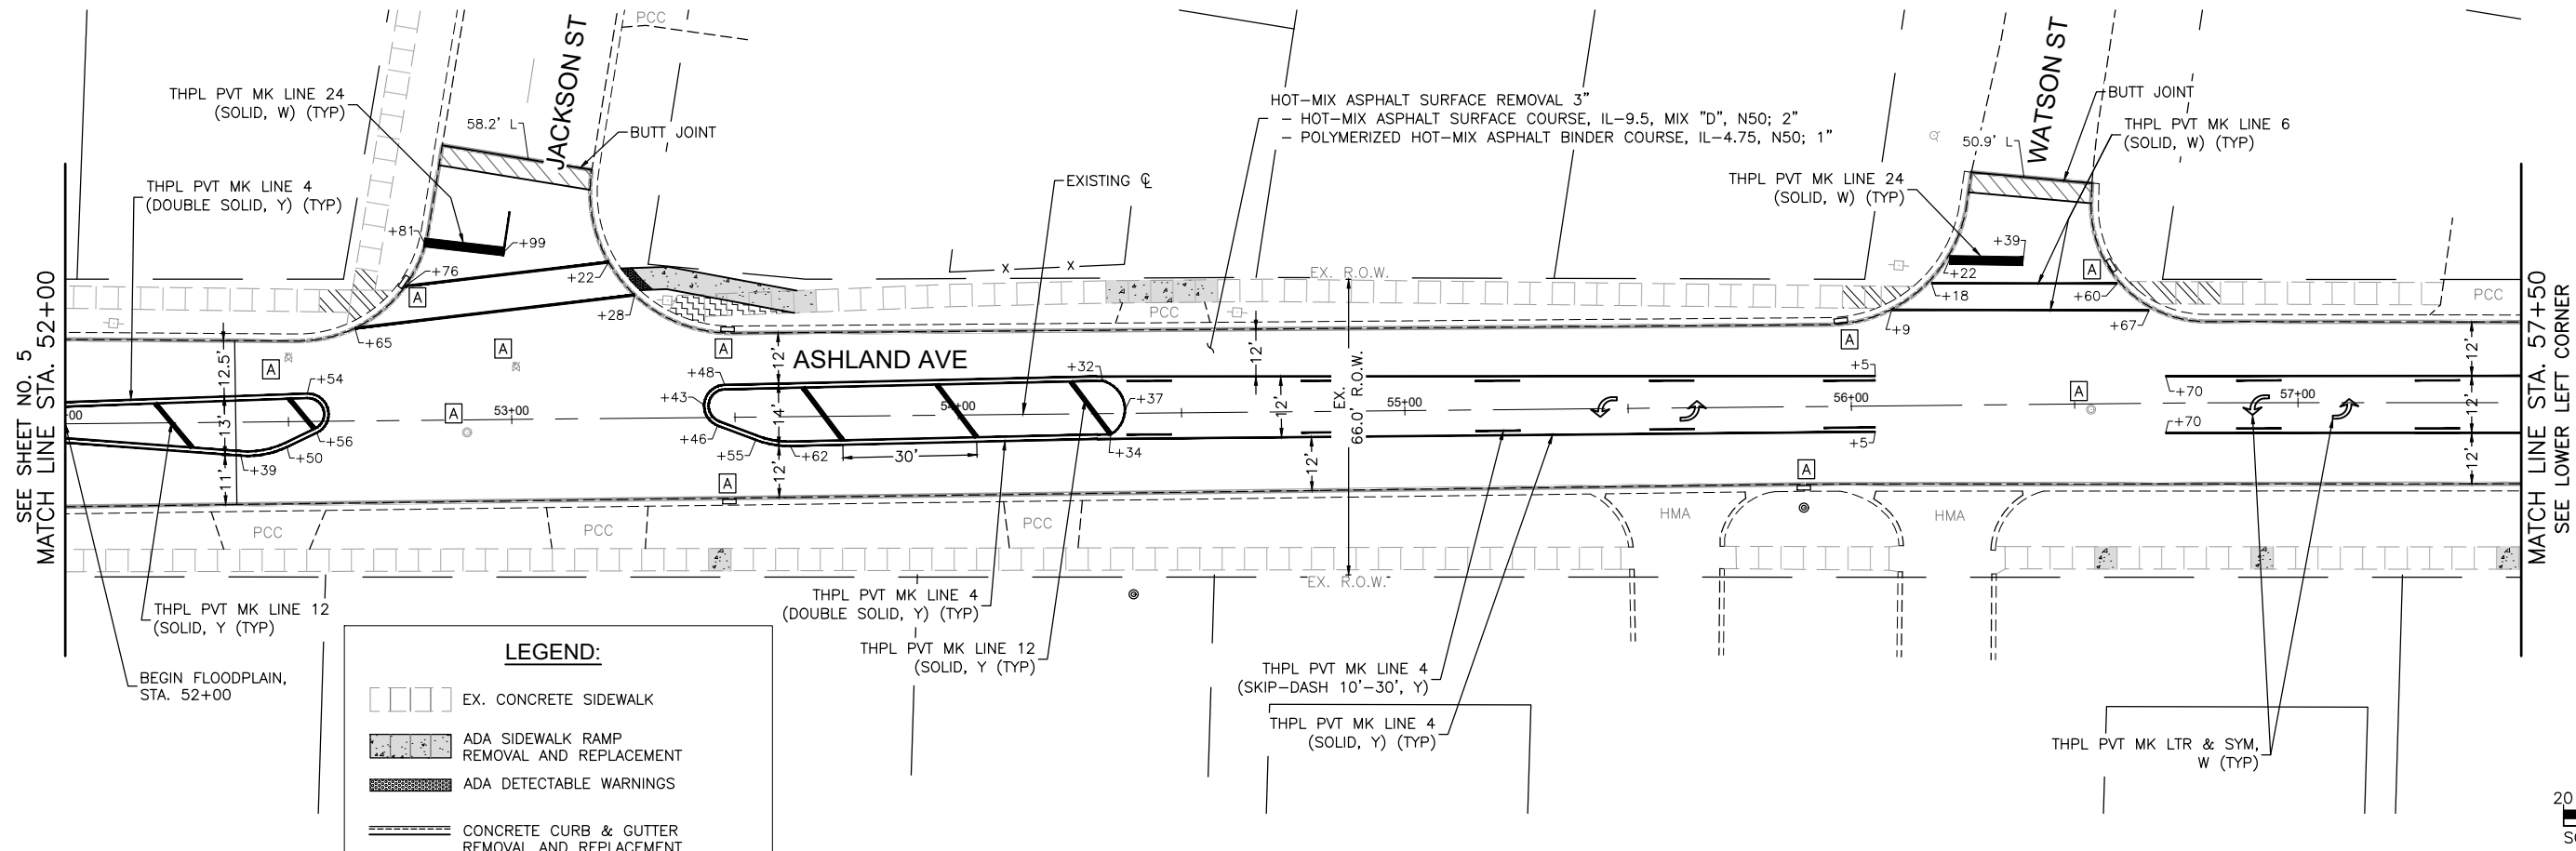 SEE SHEET NO. 5
MATCH LINE STA. 52+00
THPL PVT MK LINE 24
(SOLID, W) (TYP)
58.2' L
JACKSON ST
BUTT JOINT
PCC
THPL PVT MK LINE 4
(DOUBLE SOLID, Y) (TYP)
+81
+99
+76
A
+22
+28
+65
HOT-MIX ASPHALT SURFACE REMOVAL 3"
- HOT-MIX ASPHALT SURFACE COURSE, IL-9.5, MIX "D", N50; 2"
- POLYMERIZED HOT-MIX ASPHALT BINDER COURSE, IL-4.75, N50; 1"
EXISTING ℄
X X
EX. R.O.W.
PCC
WATSON ST
50.9' L
BUTT JOINT
THPL PVT MK LINE 6
(SOLID, W) (TYP)
THPL PVT MK LINE 24
(SOLID, W) (TYP)
+39
+22
+18
A
+60
+9
+67
PCC
12.5'
A
A
A
12'
ASHLAND AVE
12'
A
12'
+54
+48
+32
+5
+70
00
13'
A
53+00
+43
14'
54+00
+37
12'
EX.
66.0' R.O.W.
55+00
56+00
A
57+00
12'
+56
+50
+39
+46
+55
+62
30'
+34
+5
+70
11'
A
12'
12'
A
12'
PCC
PCC
PCC
HMA
HMA
EX. R.O.W.
MATCH LINE STA. 57+50
SEE LOWER LEFT CORNER
THPL PVT MK LINE 12
(SOLID, Y (TYP)
BEGIN FLOODPLAIN,
STA. 52+00
THPL PVT MK LINE 4
(DOUBLE SOLID, Y) (TYP)
THPL PVT MK LINE 12
(SOLID, Y (TYP)
THPL PVT MK LINE 4
(SKIP-DASH 10'-30', Y)
THPL PVT MK LINE 4
(SOLID, Y) (TYP)
THPL PVT MK LTR & SYM,
W (TYP)
LEGEND:
EX. CONCRETE SIDEWALK
ADA SIDEWALK RAMP
REMOVAL AND REPLACEMENT
ADA DETECTABLE WARNINGS
CONCRETE CURB & GUTTER
REMOVAL AND REPLACEMENT
20